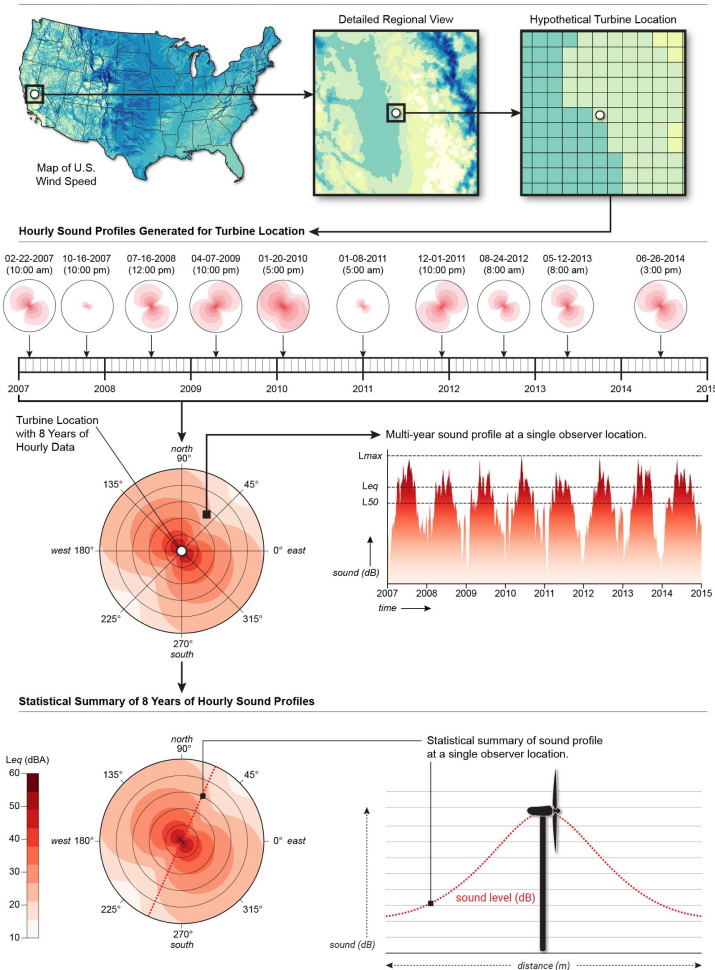 Detailed Regional View
Hypothetical Turbine Location
Map of U.S.
Wind Speed
Hourly Sound Profiles Generated for Turbine Location
02-22-2007
(10:00 am)
10-16-2007
(10:00 pm)
07-16-2008
(12:00 pm)
04-07-2009
(10:00 pm)
01-20-2010
(5:00 pm)
01-08-2011
(5:00 am)
12-01-2011
(10:00 pm)
08-24-2012
(8:00 am)
05-12-2013
(8:00 am)
06-26-2014
(3:00 pm)
2007 2008 2009 2010 2011 2012 2013 2014 2015
Turbine Location
with 8 Years of
Hourly Data
north
90°
135°
45°
west 180°
0° east
225°
315°
270°
south
Multi-year sound profile at a single observer location.
Lmax
Leq
L50
sound (dB)
2007 2008 2009 2010 2011 2012 2013 2014 2015
time
Statistical Summary of 8 Years of Hourly Sound Profiles
Leq (dBA)
60
50
40
30
20
10
north
90°
135°
45°
west 180°
0° east
225°
315°
270°
south
Statistical summary of sound profile
at a single observer location.
sound level (dB)
sound (dB)
distance (m)